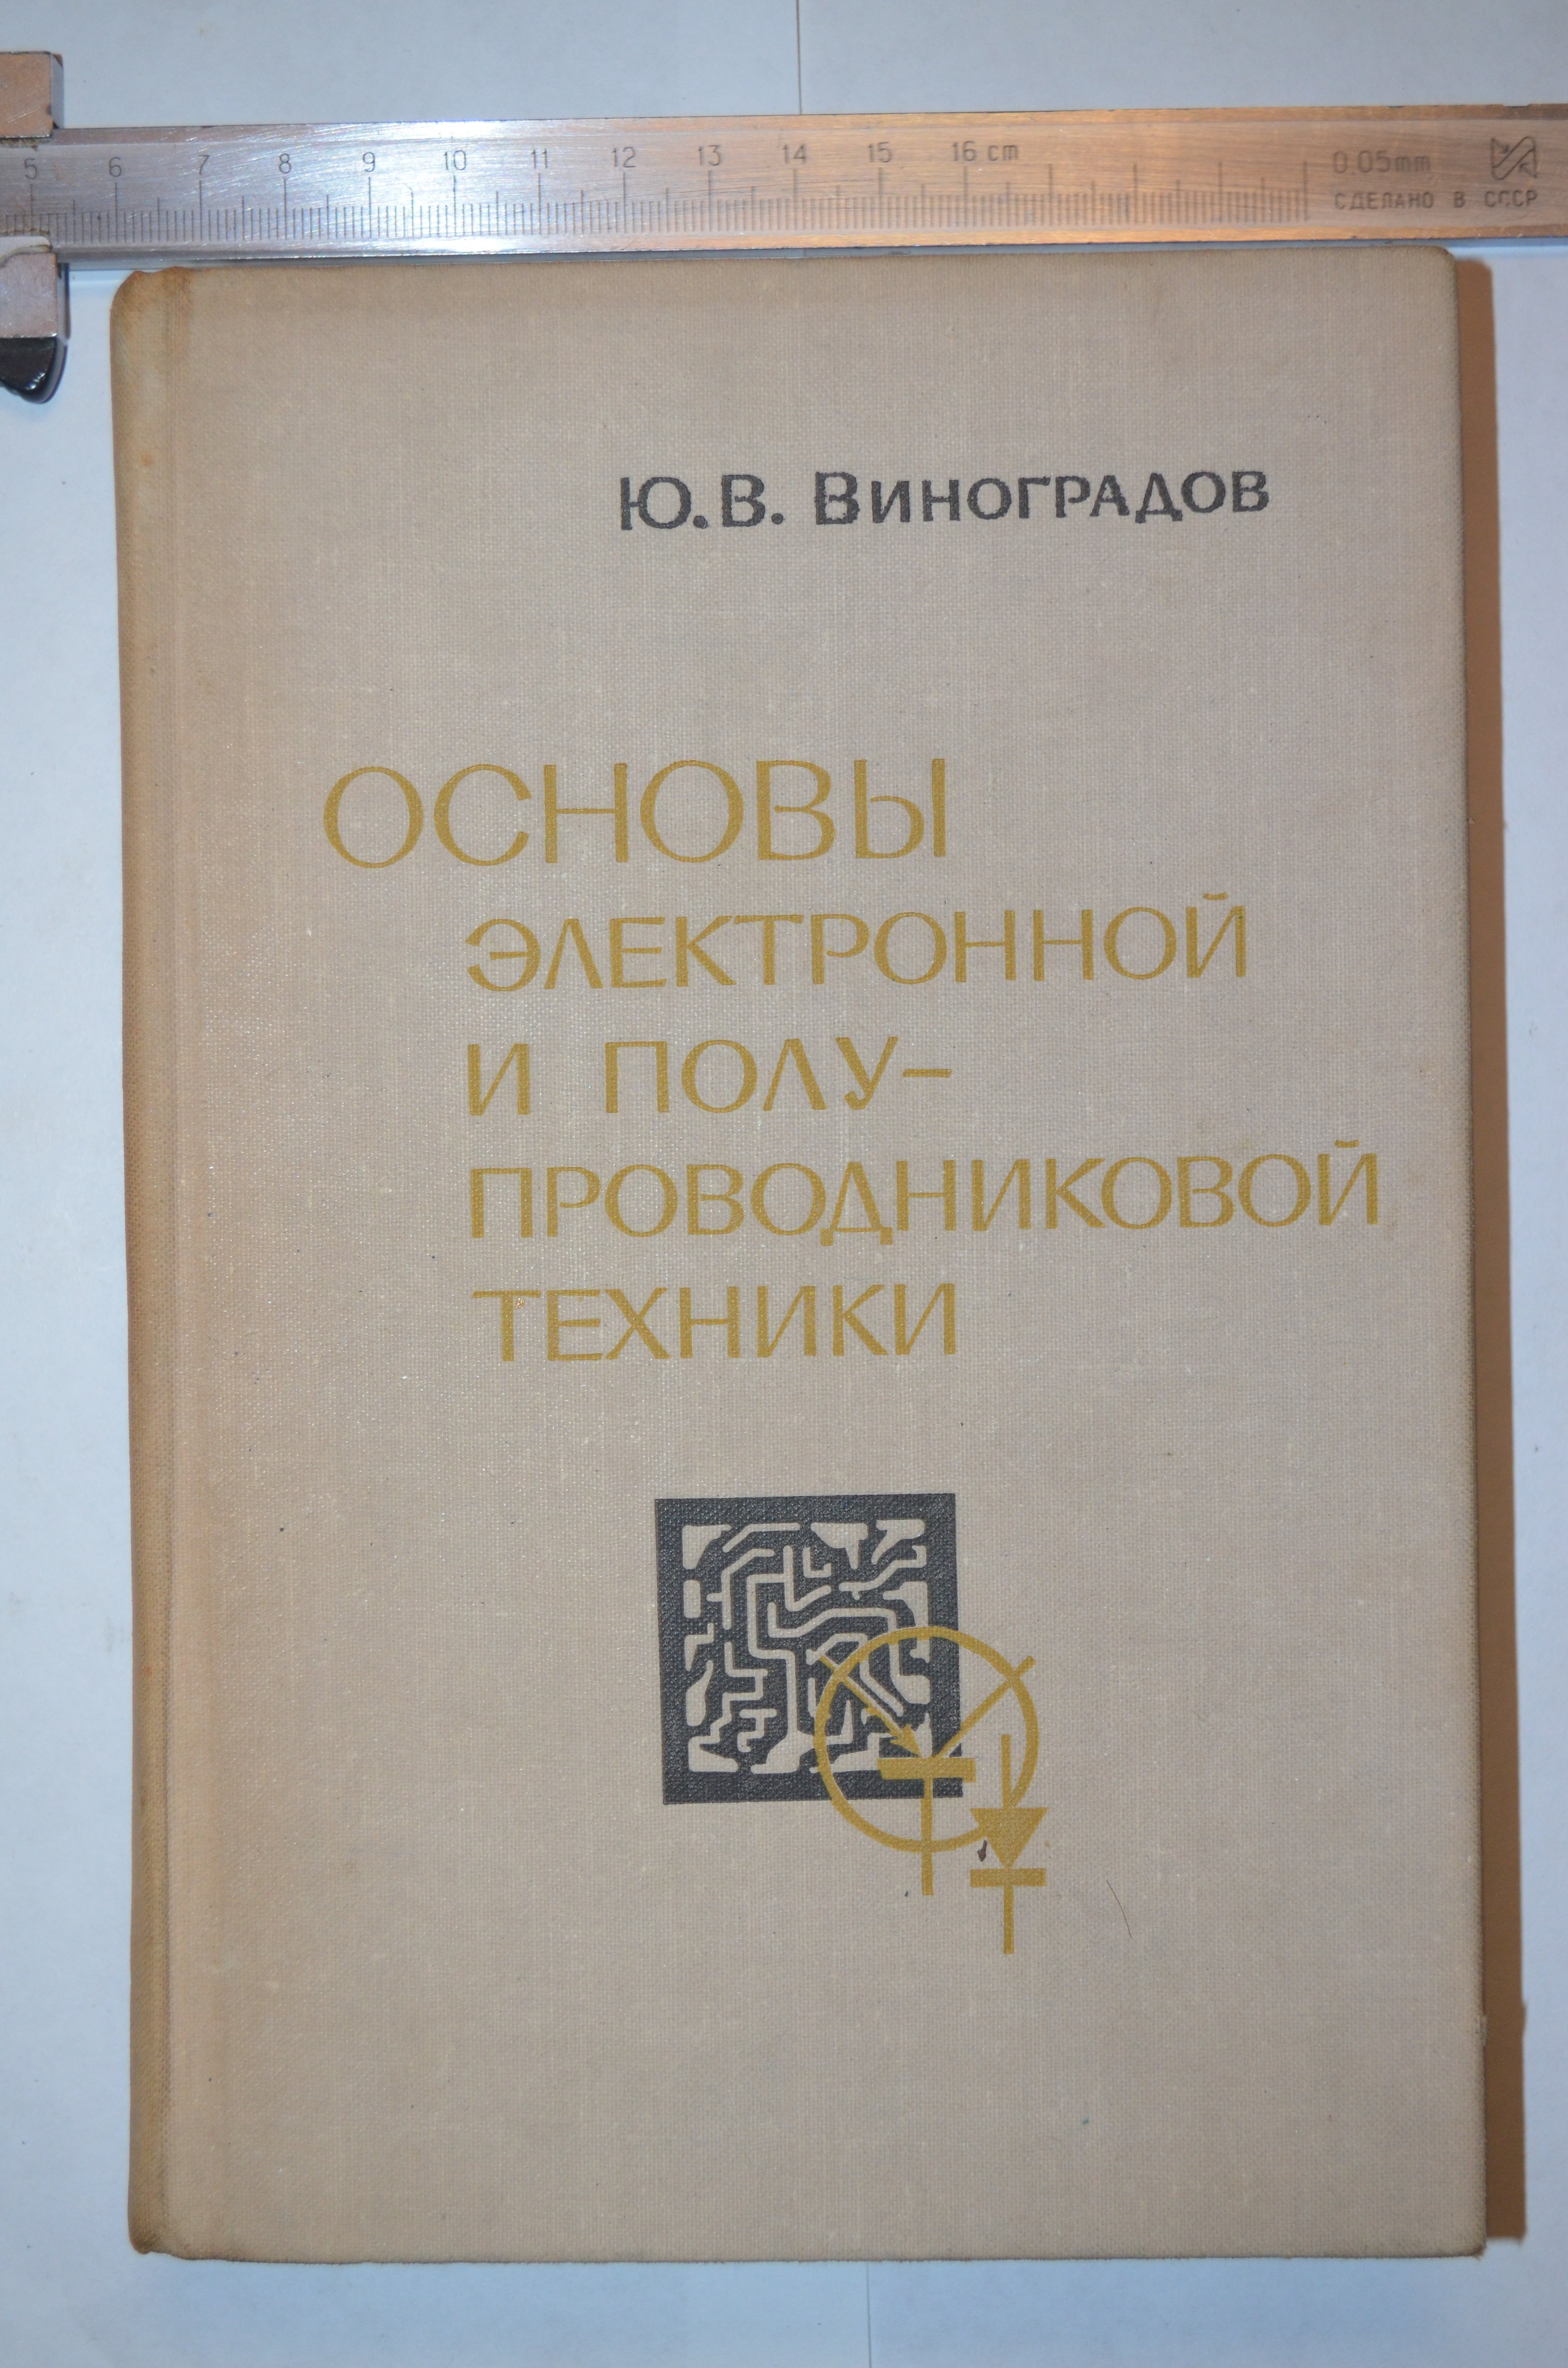 5 6 7 8 9 10 11 12 13 14 15 16 cm
0.05mm
СДЕЛАНО В СССР
Ю.В. Виноградов
ОСНОВЫ
ЭЛЕКТРОННОЙ
И ПОЛУ-
ПРОВОДНИКОВОЙ
ТЕХНИКИ